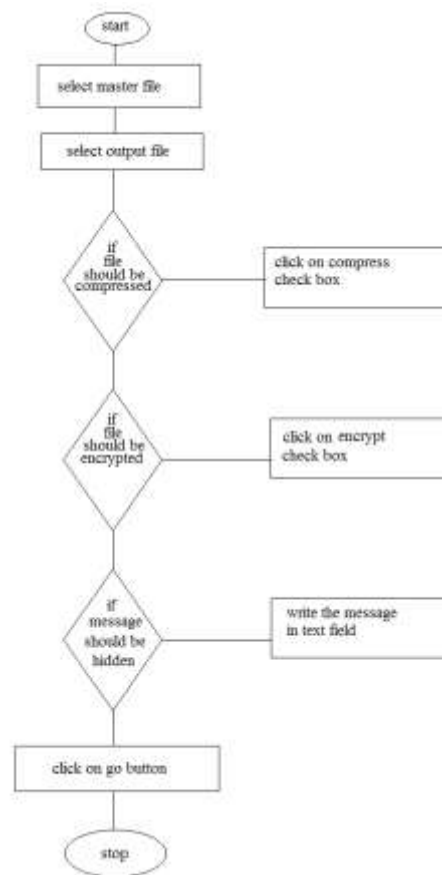 start
select master file
select output file
if
file
should be
compressed
click on compress
check box
if
file
should be
encrypted
click on encrypt
check box
if
message
should be
hidden
write the message
in text field
click on go button
stop